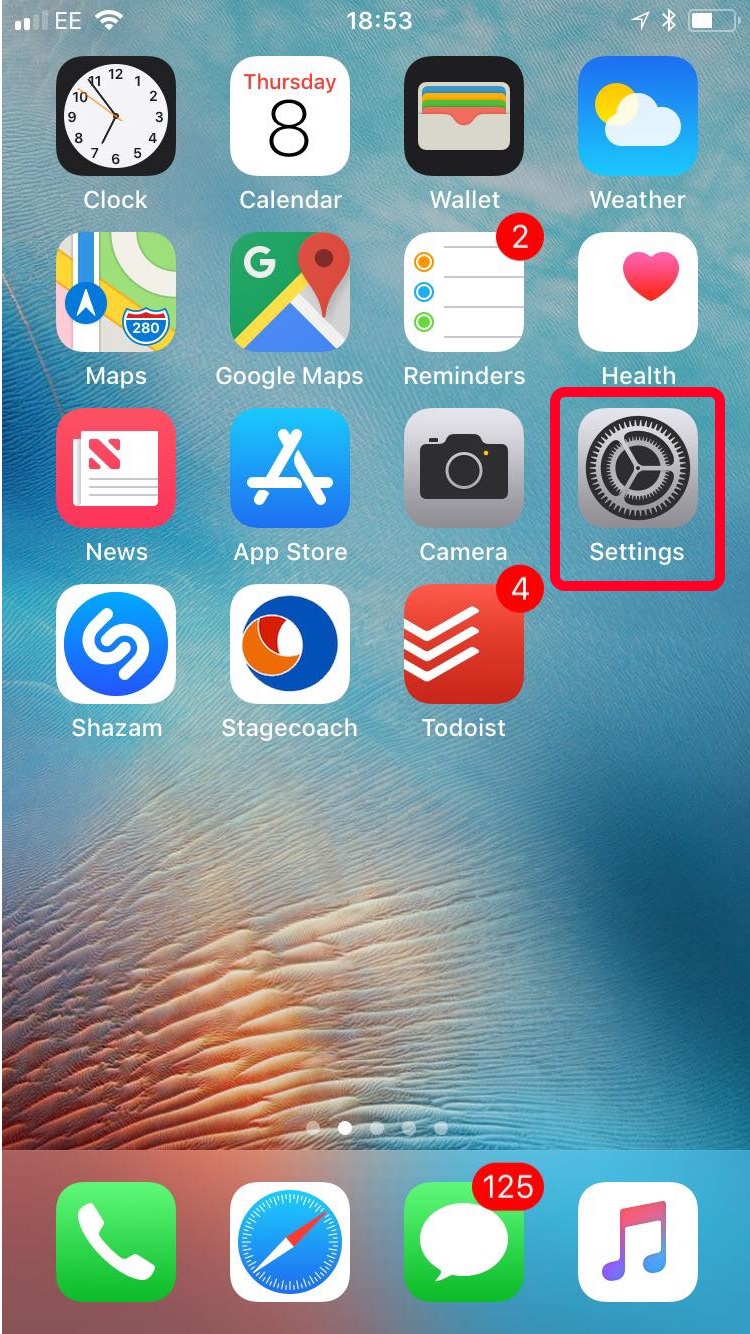 EE 18:53
12
11 1
10 2
9 3
8 4
7 5
6
Thursday
8
Clock Calendar Wallet Weather
G 2
280
Maps Google Maps Reminders Health
News App Store Camera Settings
4
Shazam Stagecoach Todoist
125